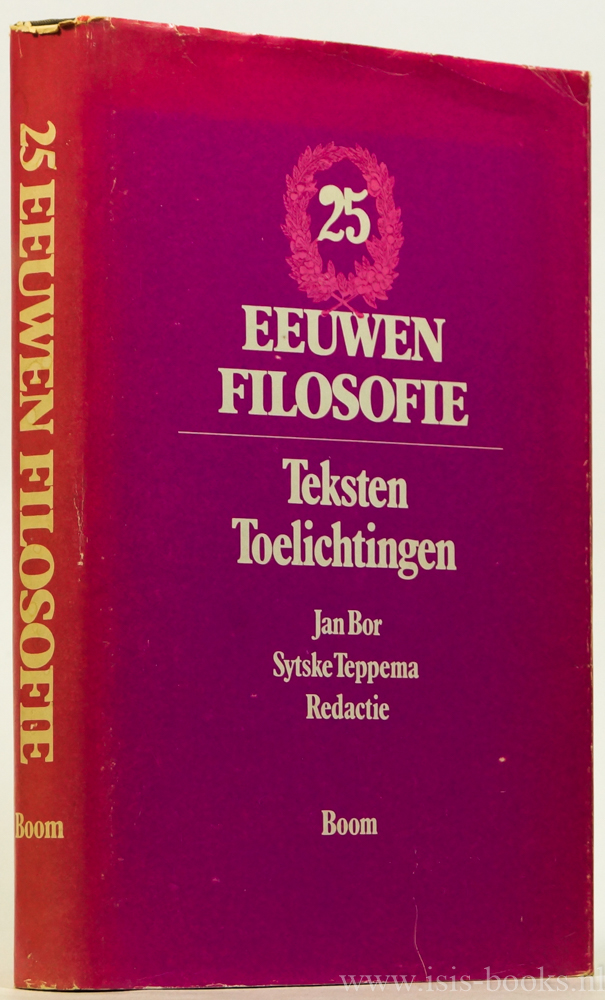 25 EEUWEN FILOSOFIE
Boom
25
EEUWEN
FILOSOFIE
Teksten
Toelichtingen
Jan Bor
Sytske Teppema
Redactie
Boom
www.isis-books.nl